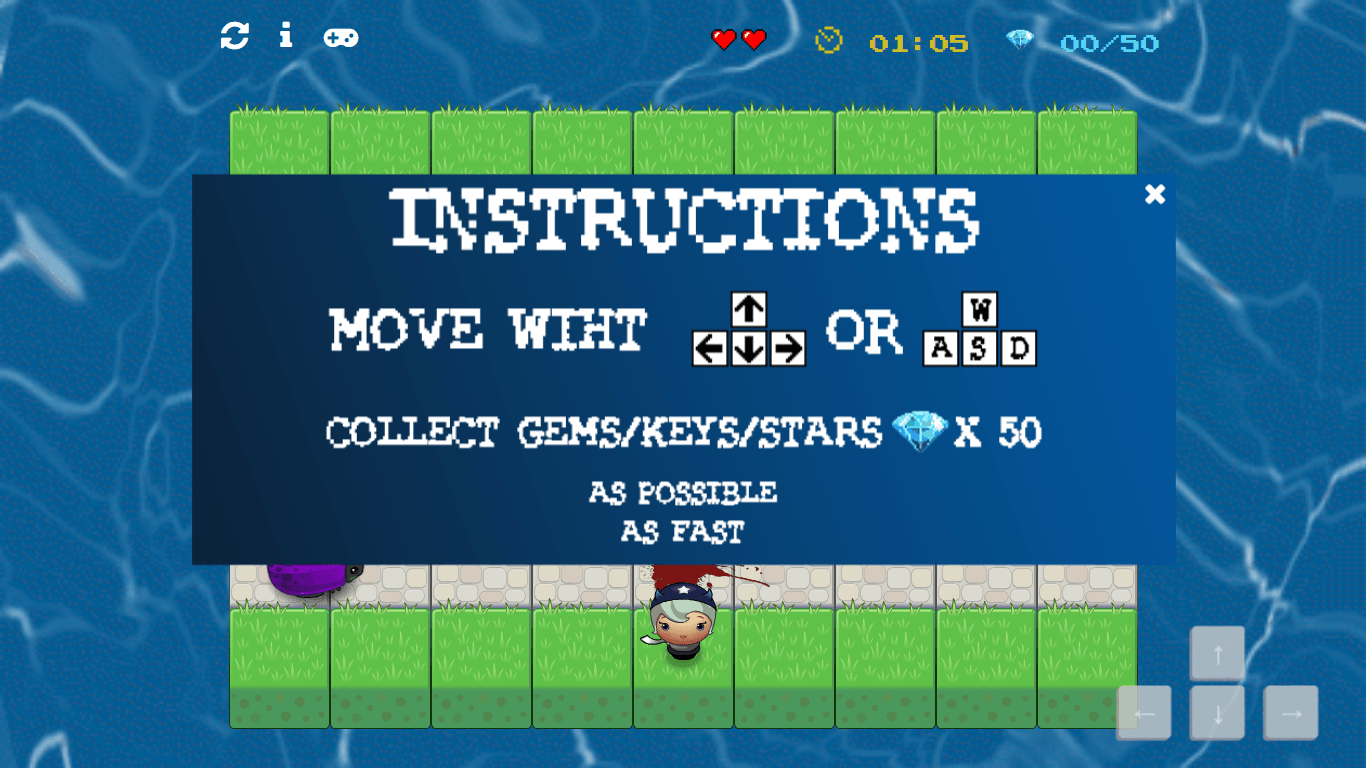 01:05 00/50
INSTRUCTIONS
MOVE WIHT ↑ ← ↓ → OR W A S D
COLLECT GEMS/KEYS/STARS X 50
AS POSSIBLE
AS FAST
↑
← ↓ →